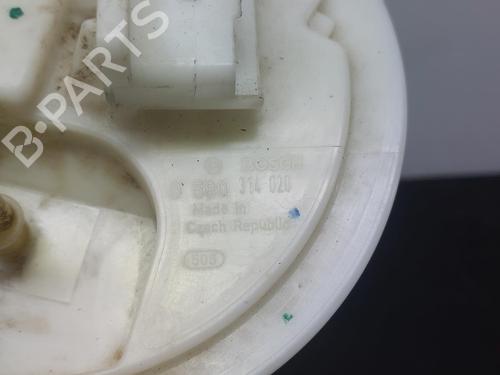 BOSCH
0 580 314 020
Made in
Czech Republic
B-PARTS